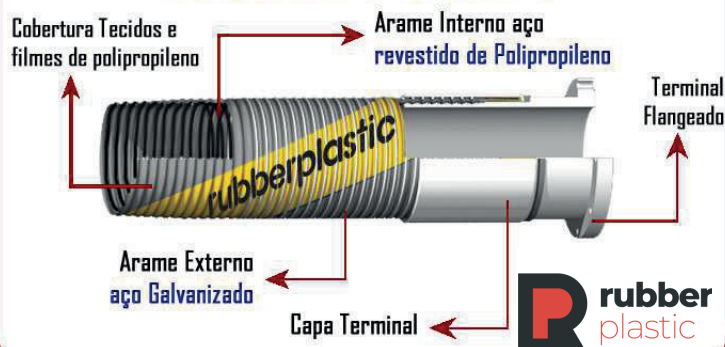 Cobertura Tecidos e
filmes de polipropileno
Arame Interno aço
revestido de Polipropileno
Terminal
Flangeado
rubberplastic
Arame Externo
aço Galvanizado
Capa Terminal
rubber
plastic